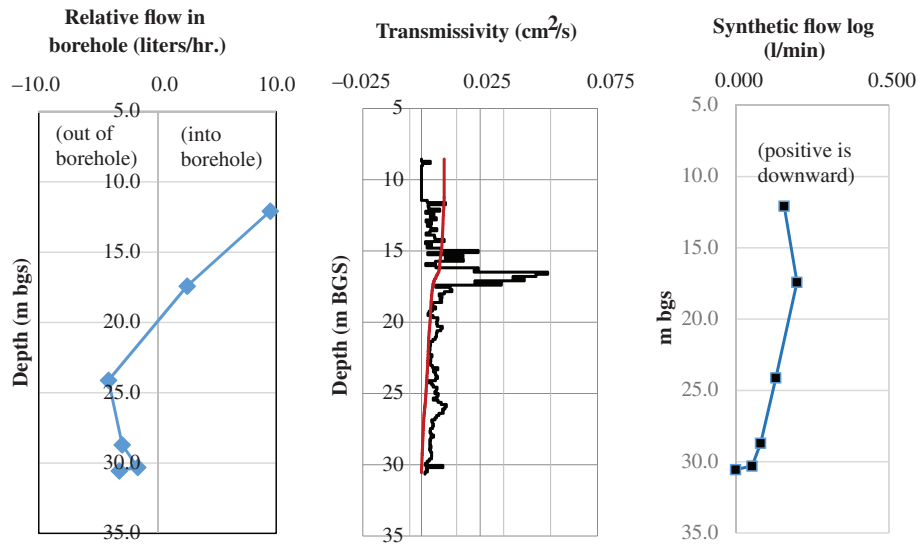 Relative flow in
borehole (liters/hr.)
−10.0 0.0 10.0
5.0
(out of
borehole)
(into
borehole)
10.0
15.0
20.0
25.0
30.0
35.0
Depth (m bgs)
Transmissivity (cm2/s)
−0.025 0.025 0.075
5
10
15
20
25
30
35
Depth (m BGS)
Synthetic flow log
(l/min)
0.000 0.500
5.0
(positive is
downward)
10.0
15.0
20.0
25.0
30.0
35.0
m bgs